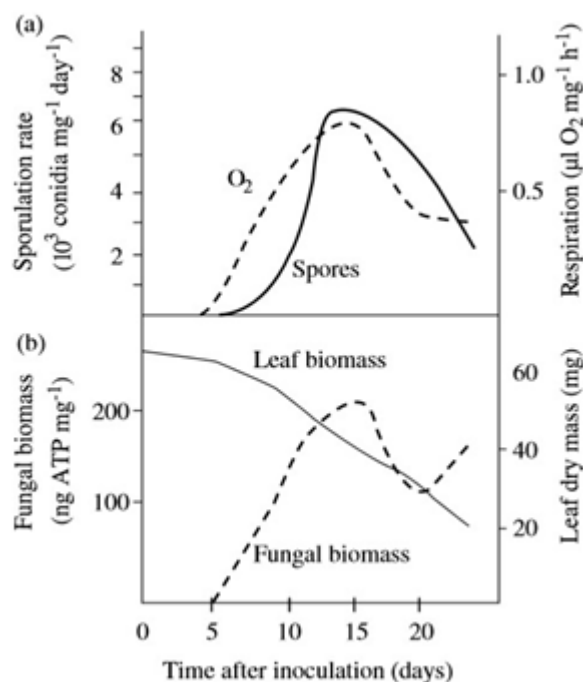 (a)
Sporulation rate
(10³ conidia mg⁻¹ day⁻¹)
8
6
4
2
O₂
Spores
1.0
0.5
Respiration (µl O₂ mg⁻¹ h⁻¹)
(b)
Fungal biomass
(ng ATP mg⁻¹)
200
100
Leaf biomass
Fungal biomass
60
40
20
Leaf dry mass (mg)
0 5 10 15 20
Time after inoculation (days)